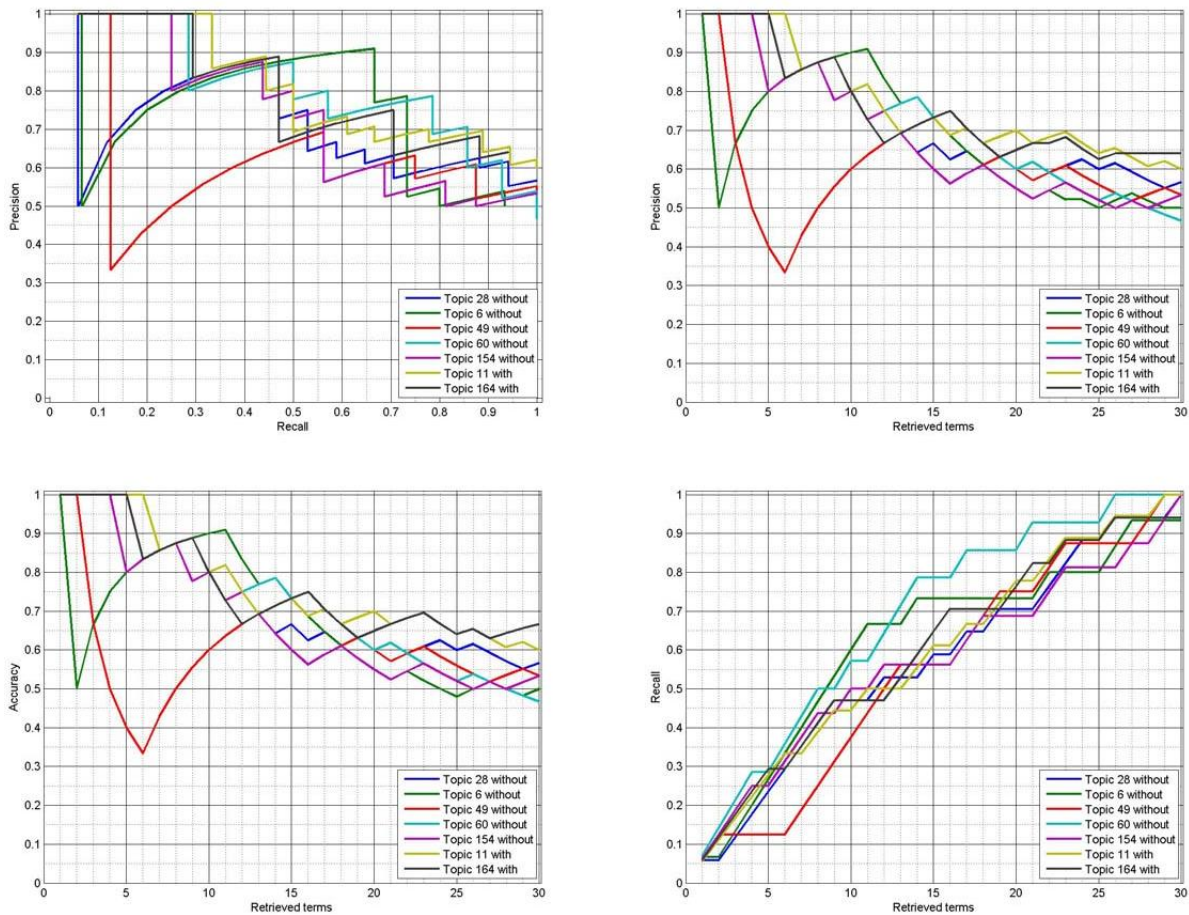 1
0.9
0.8
0.7
0.6
0.5
0.4
0.3
0.2
0.1
0
Precision
0 0.1 0.2 0.3 0.4 0.5 0.6 0.7 0.8 0.9 1
Recall
Topic 28 without
Topic 6 without
Topic 49 without
Topic 60 without
Topic 154 without
Topic 11 with
Topic 164 with
1
0.9
0.8
0.7
0.6
0.5
0.4
0.3
0.2
0.1
0
Precision
0 5 10 15 20 25 30
Retrieved terms
Topic 28 without
Topic 6 without
Topic 49 without
Topic 60 without
Topic 154 without
Topic 11 with
Topic 164 with
1
0.9
0.8
0.7
0.6
0.5
0.4
0.3
0.2
0.1
0
Accuracy
0 5 10 15 20 25 30
Retrieved terms
Topic 28 without
Topic 6 without
Topic 49 without
Topic 60 without
Topic 154 without
Topic 11 with
Topic 164 with
1
0.9
0.8
0.7
0.6
0.5
0.4
0.3
0.2
0.1
0
Recall
0 5 10 15 20 25 30
Retrieved terms
Topic 28 without
Topic 6 without
Topic 49 without
Topic 60 without
Topic 154 without
Topic 11 with
Topic 164 with